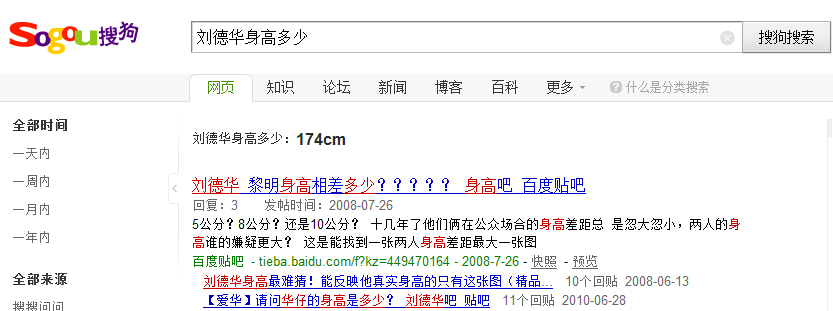 Sogou搜狗
刘德华身高多少 搜狗搜索
网页 知识 论坛 新闻 博客 百科 更多 什么是分类搜索
全部时间
一天内
一周内
一月内
一年内
全部来源
搜搜问问
刘德华身高多少：174cm
刘德华 黎明身高相差多少？？？？？ 身高吧 百度贴吧
回复：3 发帖时间：2008-07-26
5公分？8公分？还是10公分？ 十几年了他们俩在公众场合的身高差距总 是忽大忽小，两人的身
高谁的嫌疑更大？ 这是能找到一张两人身高差距最大一张图
百度贴吧 - tieba.baidu.com/f?kz=449470164 - 2008-7-26 - 快照 - 预览
刘德华身高最难猜！能反映他真实身高的只有这张图（精品... 10个回贴 2008-06-13
【爱华】请问华仔的身高是多少？ 刘德华吧 贴吧 11个回贴 2010-06-28